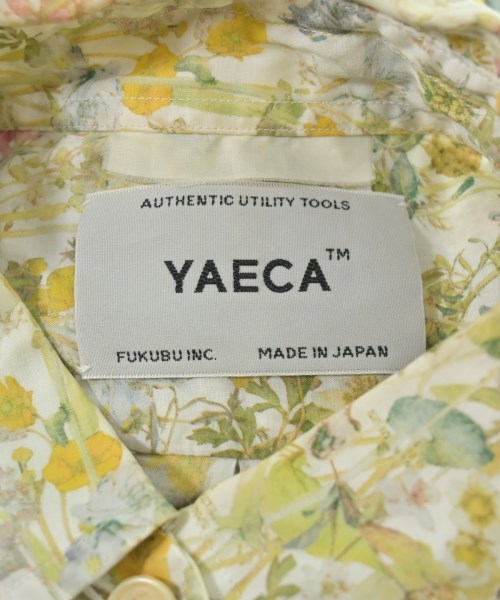 AUTHENTIC UTILITY TOOLS
YAECA™
FUKUBU INC. MADE IN JAPAN